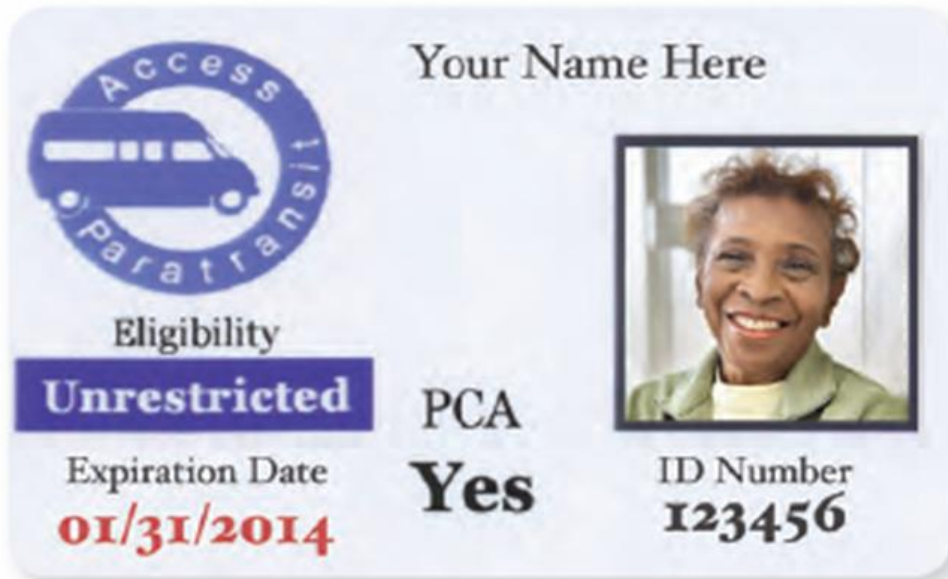 Access
Paratransit
Your Name Here
Eligibility
Unrestricted
Expiration Date
01/31/2014
PCA
Yes
ID Number
123456